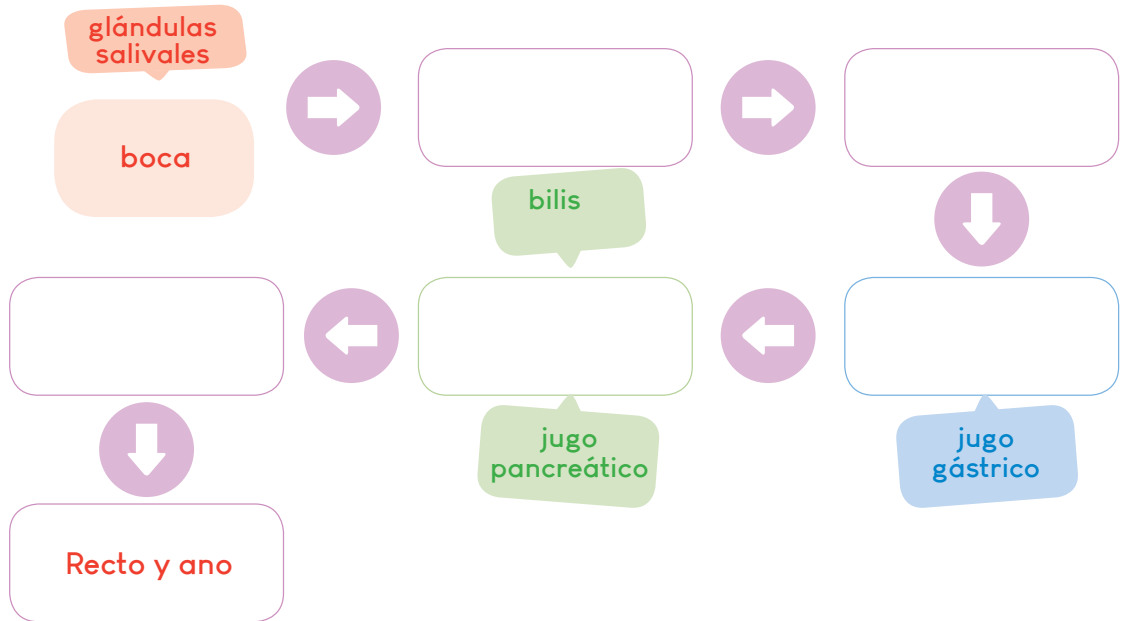 glándulas
salivales
boca
bilis
jugo
pancreático
jugo
gástrico
Recto y ano